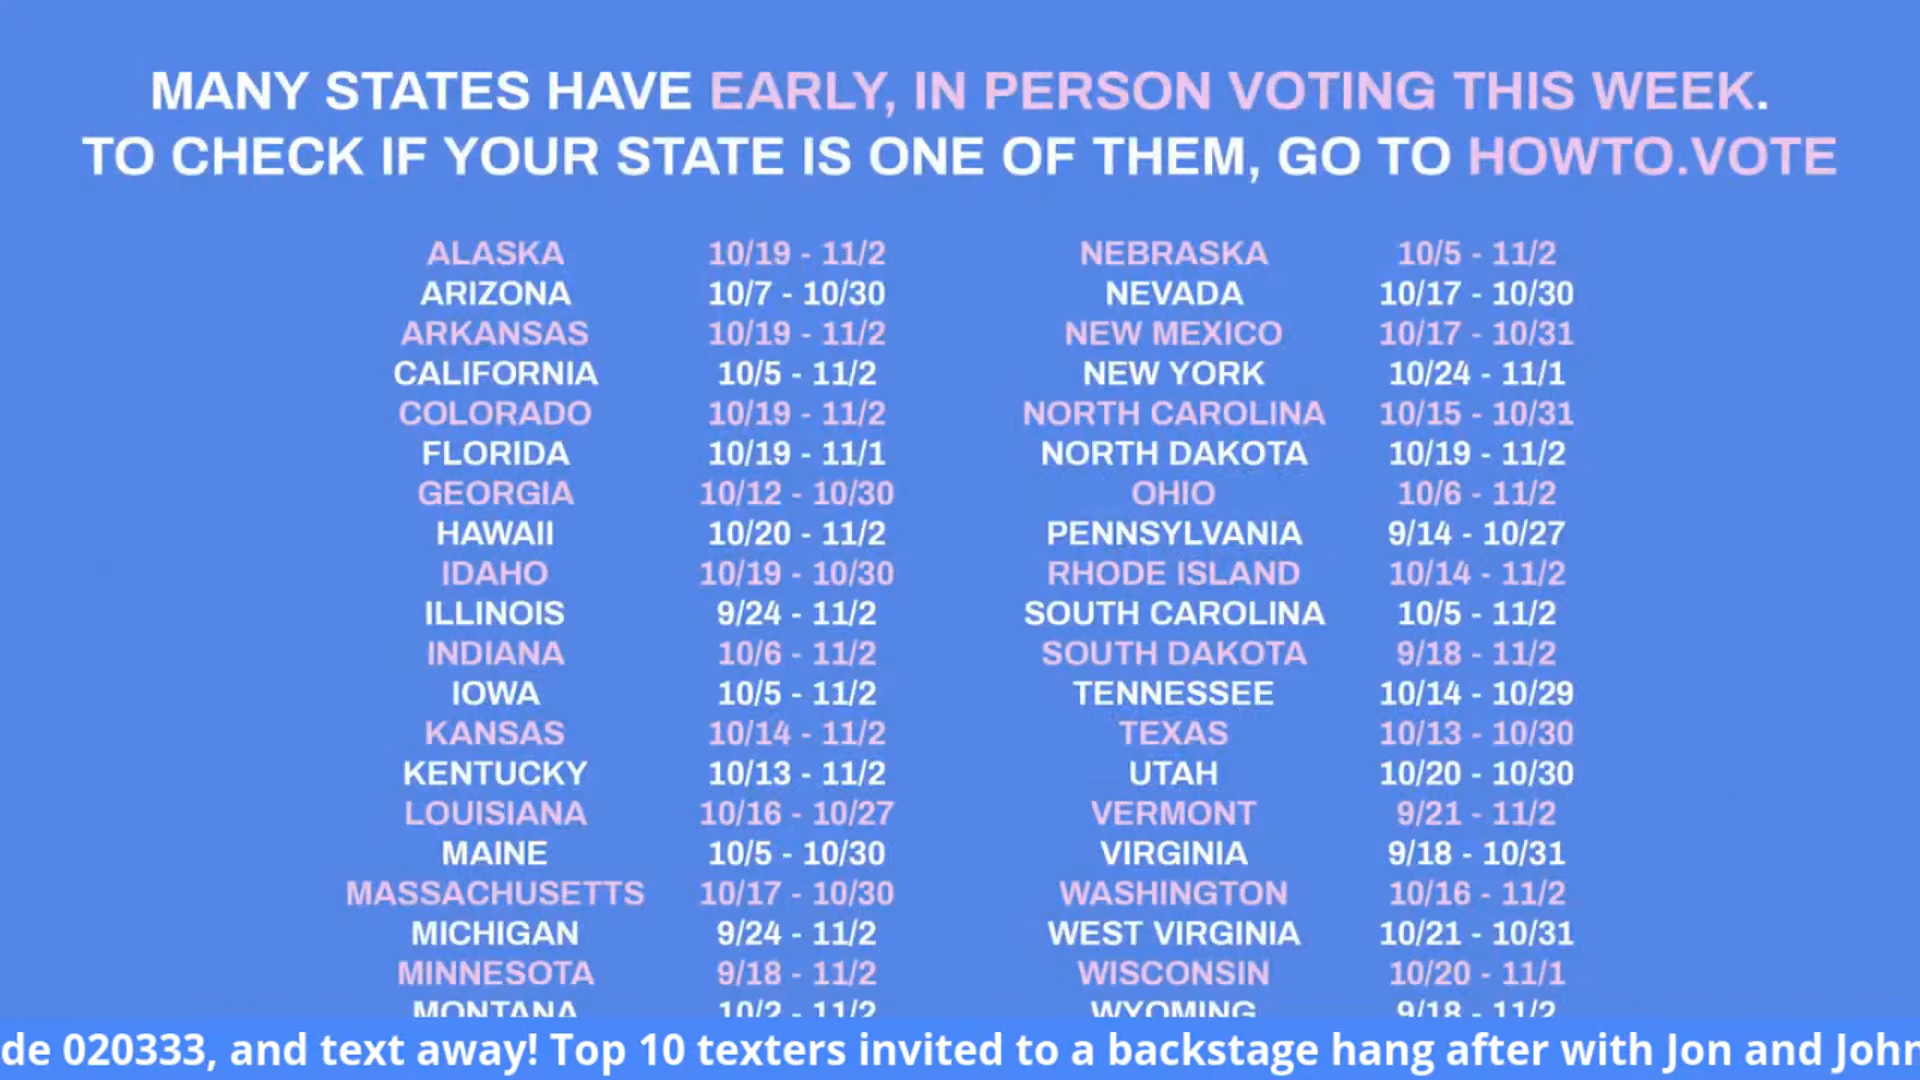 MANY STATES HAVE EARLY, IN PERSON VOTING THIS WEEK.
TO CHECK IF YOUR STATE IS ONE OF THEM, GO TO HOWTO.VOTE
ALASKA 10/19 - 11/2
ARIZONA 10/7 - 10/30
ARKANSAS 10/19 - 11/2
CALIFORNIA 10/5 - 11/2
COLORADO 10/19 - 11/2
FLORIDA 10/19 - 11/1
GEORGIA 10/12 - 10/30
HAWAII 10/20 - 11/2
IDAHO 10/19 - 10/30
ILLINOIS 9/24 - 11/2
INDIANA 10/6 - 11/2
IOWA 10/5 - 11/2
KANSAS 10/14 - 11/2
KENTUCKY 10/13 - 11/2
LOUISIANA 10/16 - 10/27
MAINE 10/5 - 10/30
MASSACHUSETTS 10/17 - 10/30
MICHIGAN 9/24 - 11/2
MINNESOTA 9/18 - 11/2
MONTANA 10/2 - 11/2
NEBRASKA 10/5 - 11/2
NEVADA 10/17 - 10/30
NEW MEXICO 10/17 - 10/31
NEW YORK 10/24 - 11/1
NORTH CAROLINA 10/15 - 10/31
NORTH DAKOTA 10/19 - 11/2
OHIO 10/6 - 11/2
PENNSYLVANIA 9/14 - 10/27
RHODE ISLAND 10/14 - 11/2
SOUTH CAROLINA 10/5 - 11/2
SOUTH DAKOTA 9/18 - 11/2
TENNESSEE 10/14 - 10/29
TEXAS 10/13 - 10/30
UTAH 10/20 - 10/30
VERMONT 9/21 - 11/2
VIRGINIA 9/18 - 10/31
WASHINGTON 10/16 - 11/2
WEST VIRGINIA 10/21 - 10/31
WISCONSIN 10/20 - 11/1
WYOMING 9/18 - 11/2
de 020333, and text away! Top 10 texters invited to a backstage hang after with Jon and John